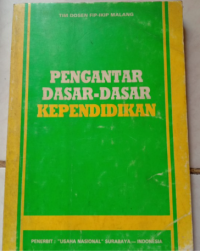 TIM DOSEN FIP-IKIP MALANG
PENGANTAR
DASAR-DASAR
KEPENDIDIKAN
PENERBIT : "USAHA NASIONAL" SURABAYA — INDONESIA